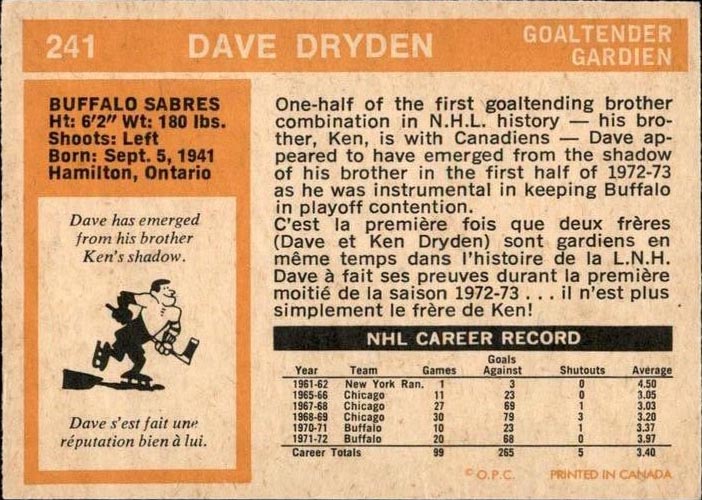 241 DAVE DRYDEN GOALTENDER
GARDIEN
BUFFALO SABRES
Ht: 6'2" Wt: 180 lbs.
Shoots: Left
Born: Sept. 5, 1941
Hamilton, Ontario
Dave has emerged
from his brother
Ken's shadow.
Dave s'est fait une
réputation bien à lui.
One-half of the first goaltending brother
combination in N.H.L. history — his bro-
ther, Ken, is with Canadiens — Dave ap-
peared to have emerged from the shadow
of his brother in the first half of 1972-73
as he was instrumental in keeping Buffalo
in playoff contention.
C'est la première fois que deux frères
(Dave et Ken Dryden) sont gardiens en
même temps dans l'histoire de la L.N.H.
Dave à fait ses preuves durant la première
moitié de la saison 1972-73 . . . il n'est plus
simplement le frère de Ken!
NHL CAREER RECORD
Year Team Games Goals Against Shutouts Average
1961-62 New York Ran. 1 3 0 4.50
1965-66 Chicago 11 23 0 3.05
1967-68 Chicago 27 69 1 3.03
1968-69 Chicago 30 79 3 3.20
1970-71 Buffalo 10 23 1 3.37
1971-72 Buffalo 20 68 0 3.97
Career Totals 99 265 5 3.40
© O.P.C. PRINTED IN CANADA